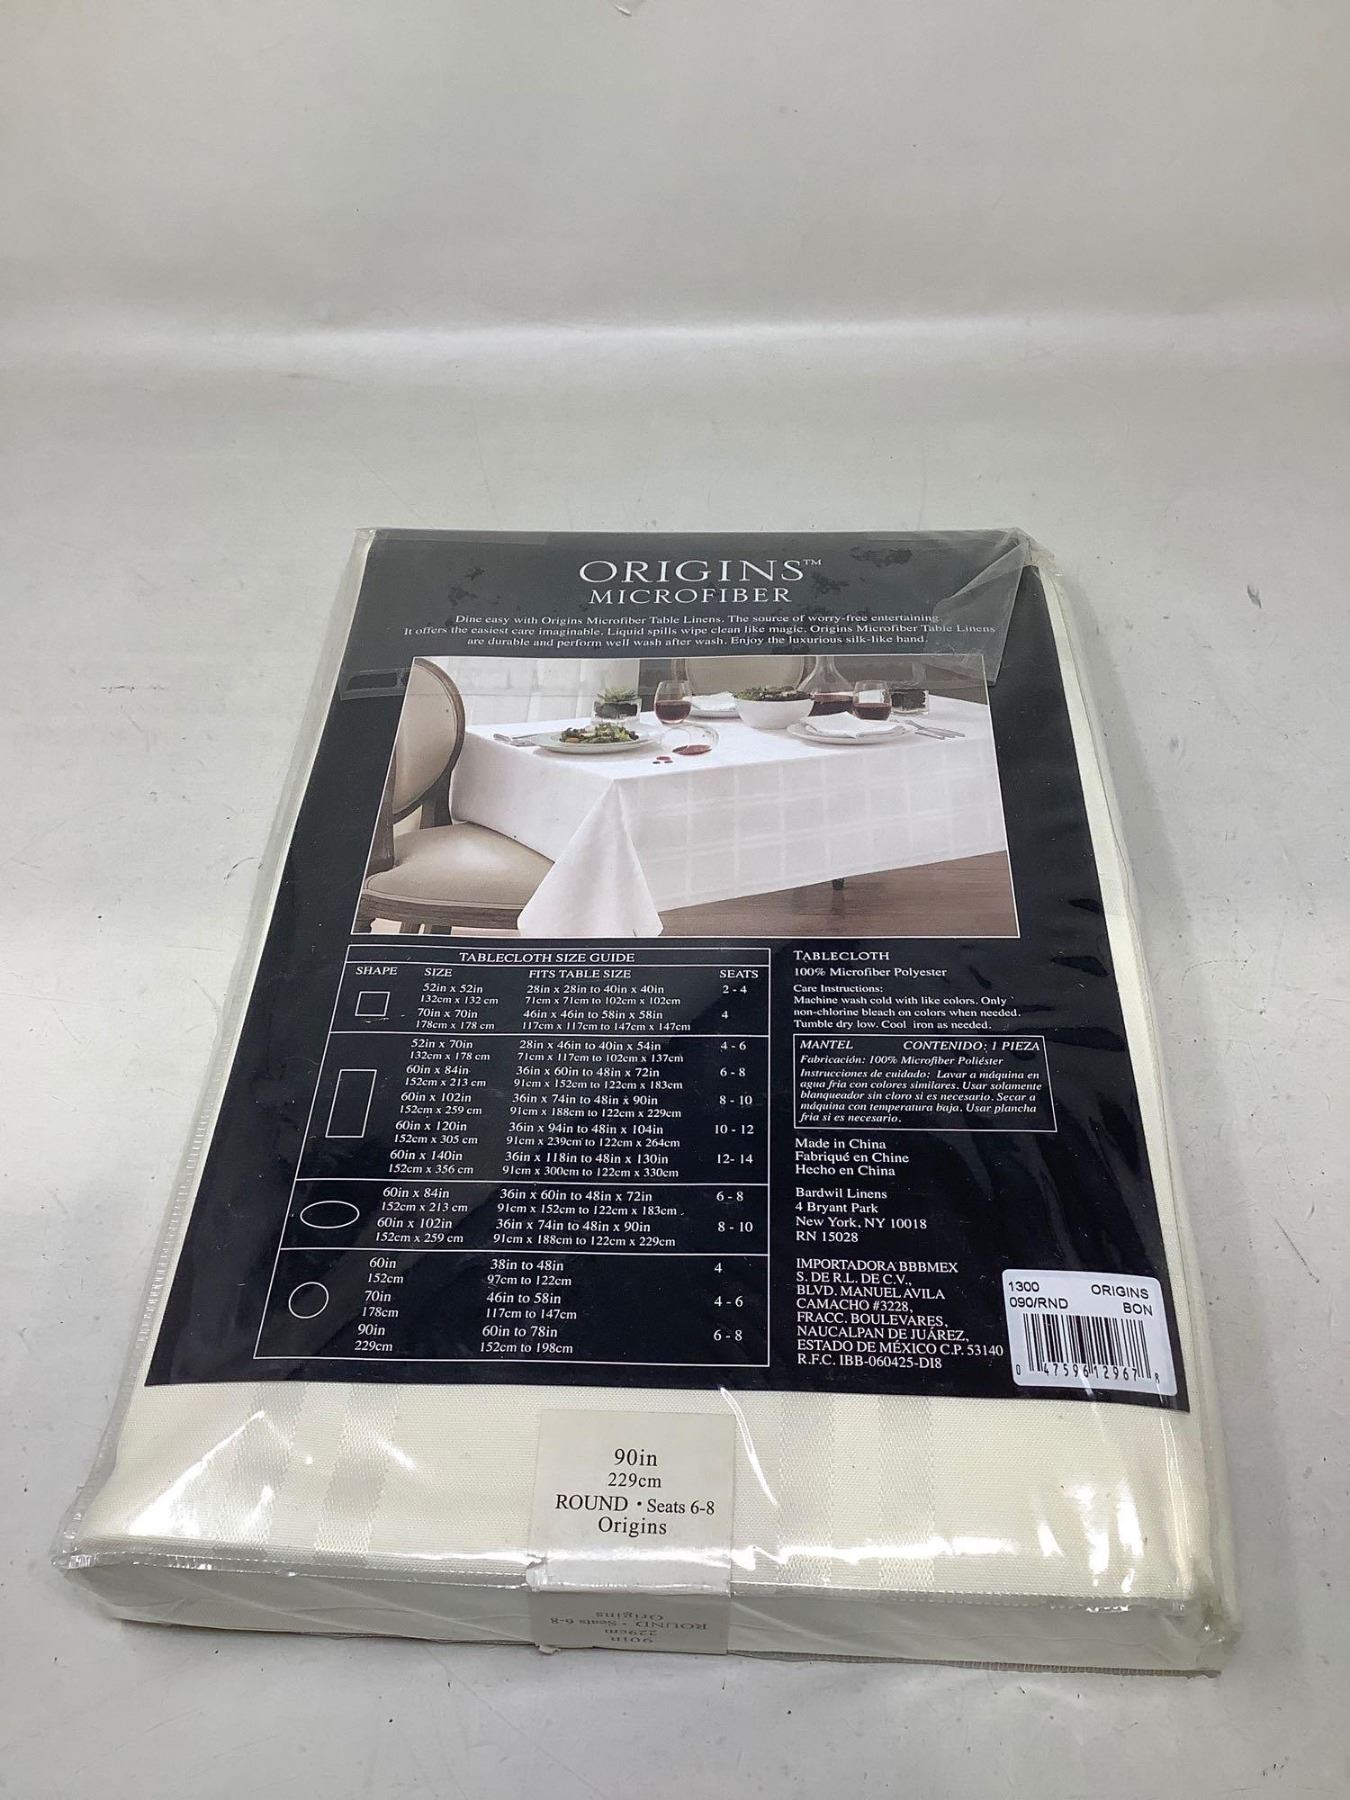 ORIGINS™
MICROFIBER
Dine easy with Origins Microfiber Table Linens. The source of worry-free entertaining.
It offers the easiest care imaginable. Liquid spills wipe clean like magic. Origins Microfiber Table Linens
are durable and perform well wash after wash. Enjoy the luxurious silk-like hand.
TABLECLOTH SIZE GUIDE
SHAPE SIZE FITS TABLE SIZE SEATS
52in x 52in 28in x 28in to 40in x 40in 2 - 4
132cm x 132 cm 71cm x 71cm to 102cm x 102cm
70in x 70in 46in x 46in to 58in x 58in 4
178cm x 178 cm 117cm x 117cm to 147cm x 147cm
52in x 70in 28in x 46in to 40in x 54in 4 - 6
132cm x 178 cm 71cm x 117cm to 102cm x 137cm
60in x 84in 36in x 60in to 48in x 72in 6 - 8
152cm x 213 cm 91cm x 152cm to 122cm x 183cm
60in x 102in 36in x 74in to 48in x 90in 8 - 10
152cm x 259 cm 91cm x 188cm to 122cm x 229cm
60in x 120in 36in x 94in to 48in x 104in 10 - 12
152cm x 305 cm 91cm x 239cm to 122cm x 264cm
60in x 140in 36in x 118in to 48in x 130in 12- 14
152cm x 356 cm 91cm x 300cm to 122cm x 330cm
60in x 84in 36in x 60in to 48in x 72in 6 - 8
152cm x 213 cm 91cm x 152cm to 122cm x 183cm
60in x 102in 36in x 74in to 48in x 90in 8 - 10
152cm x 259 cm 91cm x 188cm to 122cm x 229cm
60in 38in to 48in 4
152cm 97cm to 122cm
70in 46in to 58in 4 - 6
178cm 117cm to 147cm
90in 60in to 78in 6 - 8
229cm 152cm to 198cm
TABLECLOTH
100% Microfiber Polyester
Care Instructions:
Machine wash cold with like colors. Only
non-chlorine bleach on colors when needed.
Tumble dry low. Cool iron as needed.
MANTEL CONTENIDO: 1 PIEZA
Fabricación: 100% Microfiber Poliéster
Instrucciones de cuidado: Lavar a máquina en
agua fria con colores similares. Usar solamente
blanqueador sin cloro si es necesario. Secar a
máquina con temperatura baja. Usar plancha
fria si es necesario.
Made in China
Fabriqué en Chine
Hecho en China
Bardwil Linens
4 Bryant Park
New York, NY 10018
RN 15028
IMPORTADORA BBBMEX
S. DE R.L. DE C.V.,
BLVD. MANUEL AVILA
CAMACHO #3228,
FRACC. BOULEVARES,
NAUCALPAN DE JUÁREZ,
ESTADO DE MÉXICO C.P. 53140
R.F.C. IBB-060425-DI8
1300 ORIGINS
090/RND BON
0 47596 12967 8
90in
229cm
ROUND • Seats 6-8
Origins
90in
229cm
ROUND • Seats 6-8
Origins